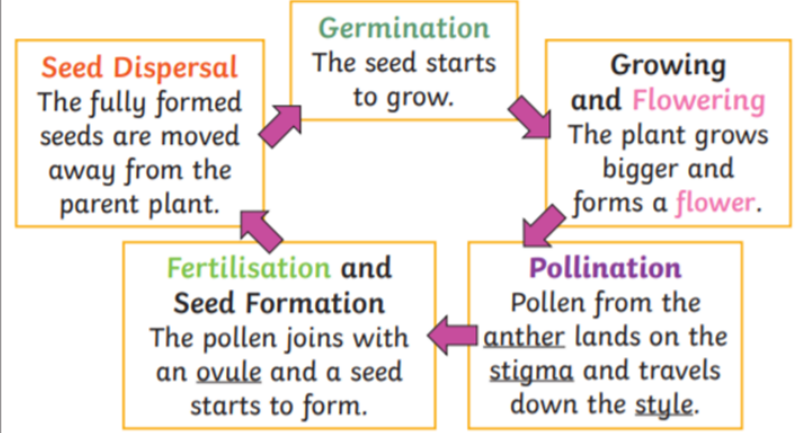 Germination
The seed starts
to grow.
Growing
and Flowering
The plant grows
bigger and
forms a flower.
Pollination
Pollen from the
anther lands on the
stigma and travels
down the style.
Fertilisation and
Seed Formation
The pollen joins with
an ovule and a seed
starts to form.
Seed Dispersal
The fully formed
seeds are moved
away from the
parent plant.